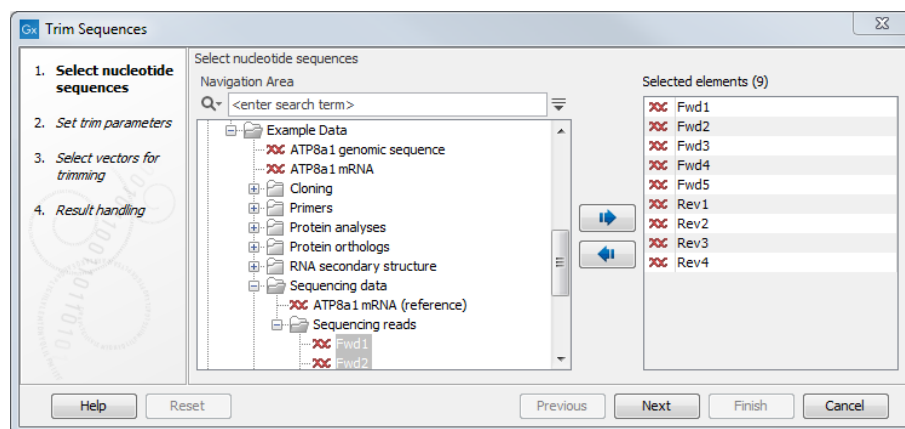 Gx Trim Sequences
1. Select nucleotide
sequences
2. Set trim parameters
3. Select vectors for
trimming
4. Result handling
Select nucleotide sequences
Navigation Area
<enter search term>
Example Data
ATP8a1 genomic sequence
ATP8a1 mRNA
Cloning
Primers
Protein analyses
Protein orthologs
RNA secondary structure
Sequencing data
ATP8a1 mRNA (reference)
Sequencing reads
Fwd1
Fwd2
Selected elements (9)
Fwd1
Fwd2
Fwd3
Fwd4
Fwd5
Rev1
Rev2
Rev3
Rev4
Help Reset Previous Next Finish Cancel